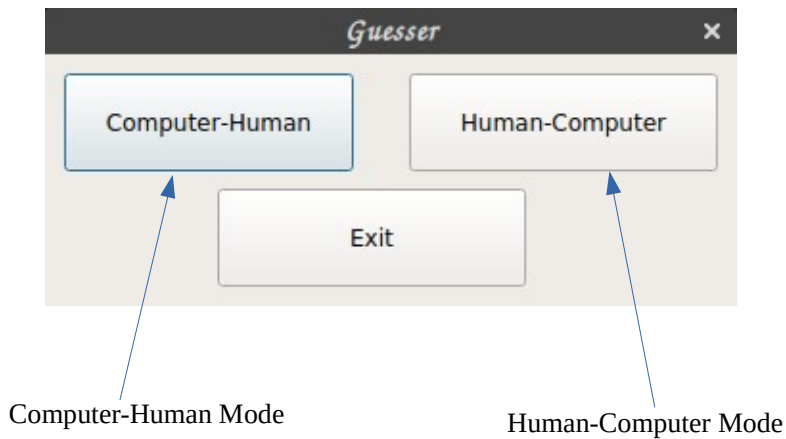 Guesser
Computer-Human
Human-Computer
Exit
Computer-Human Mode
Human-Computer Mode